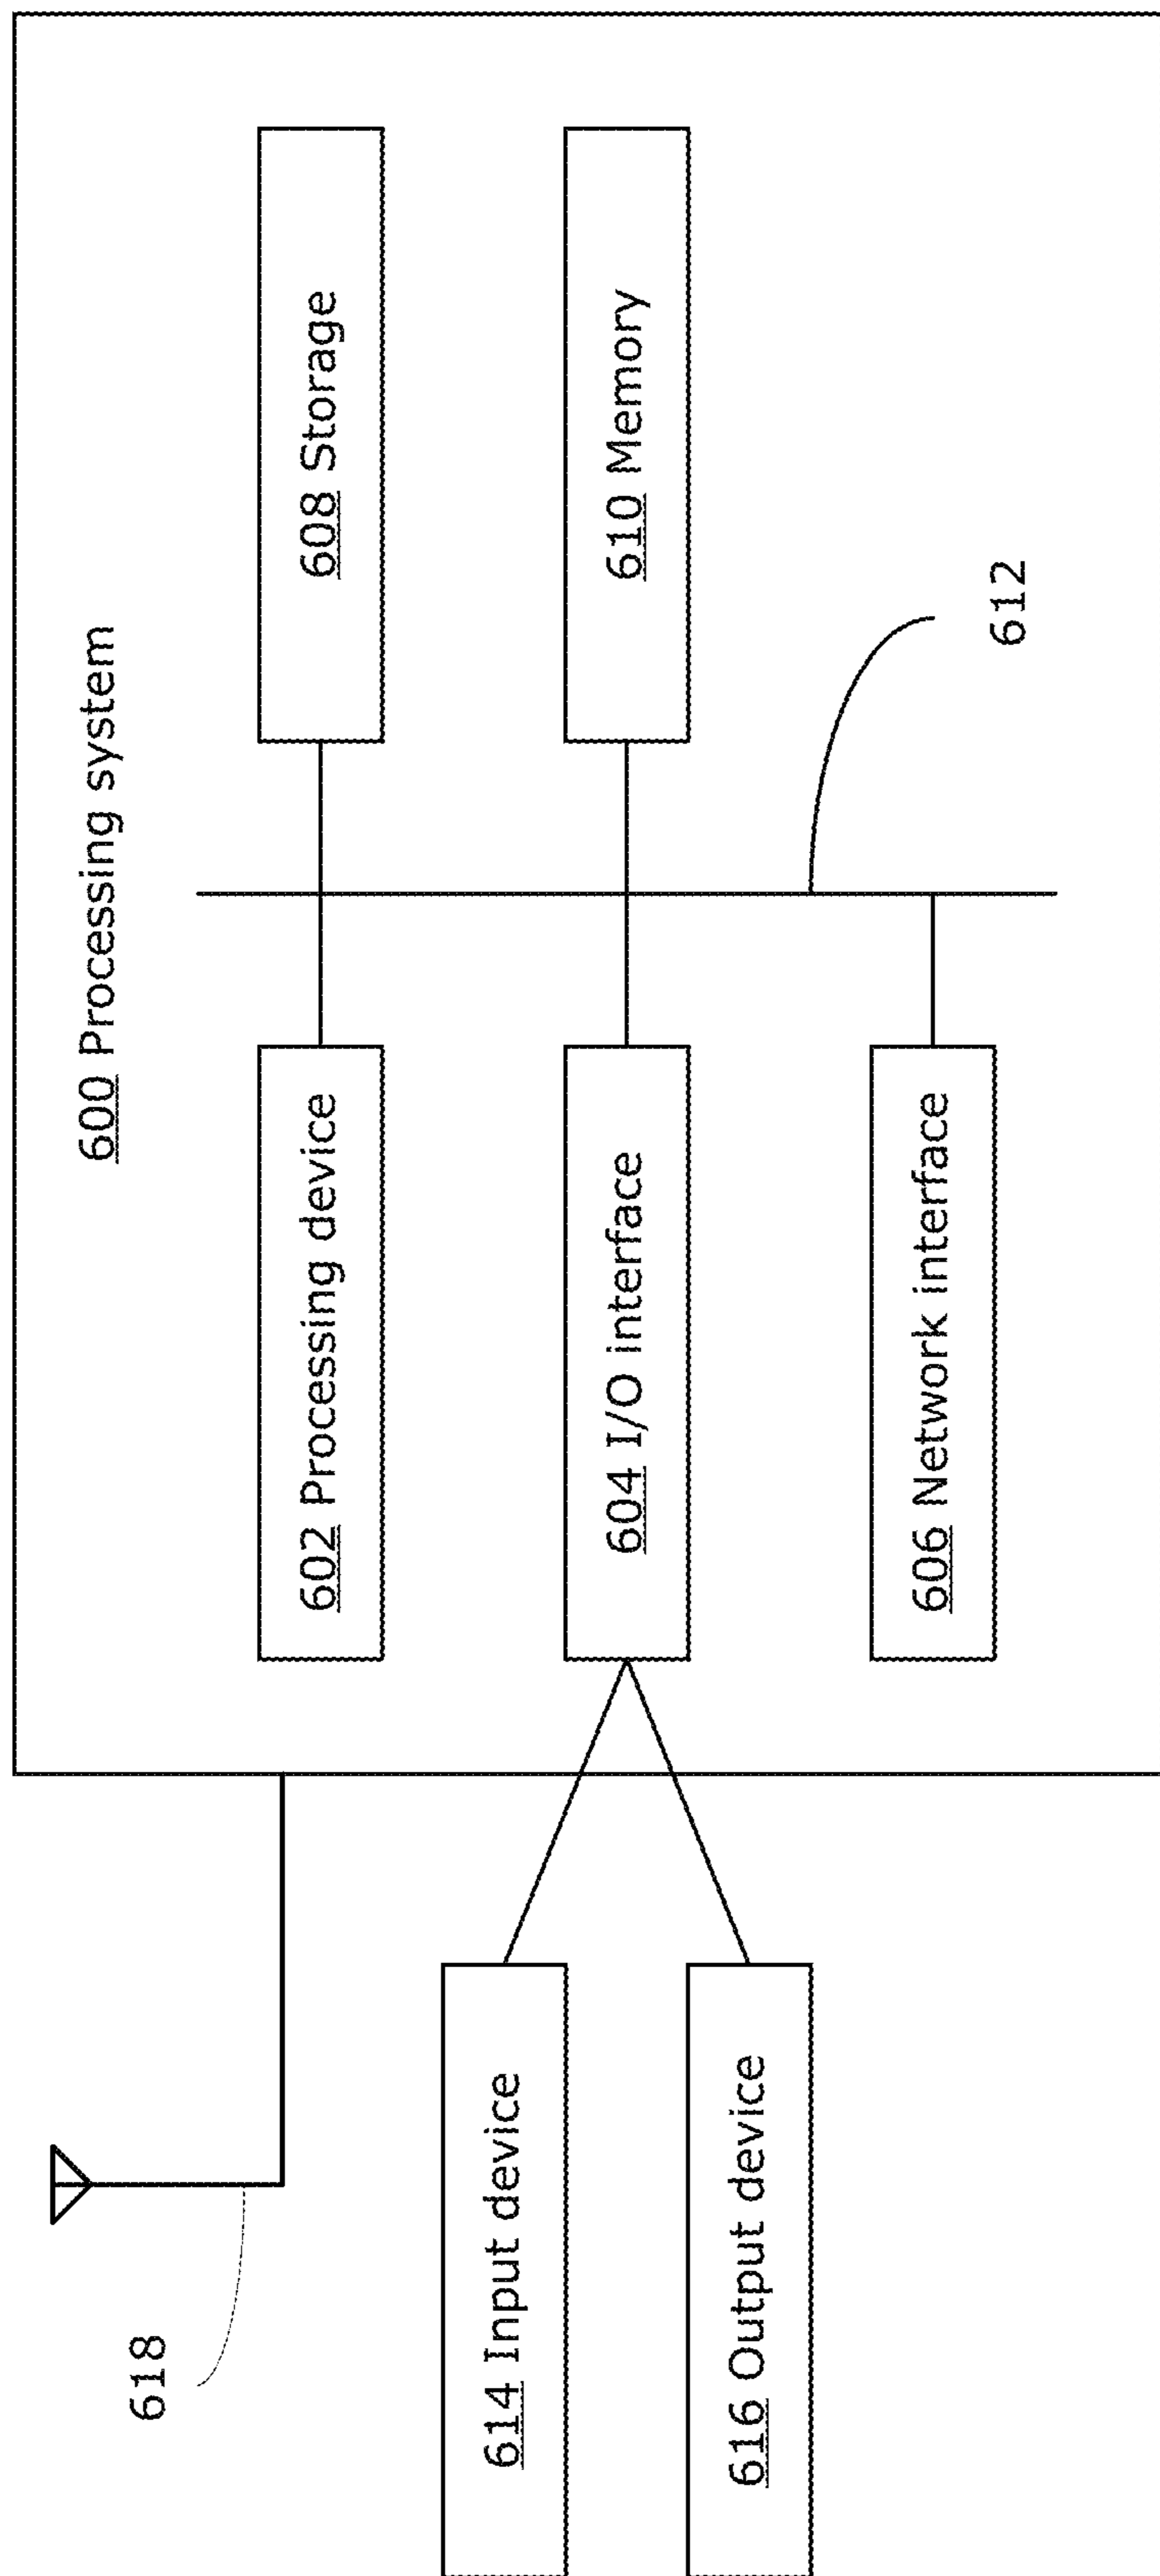 600 Processing system
602 Processing device
608 Storage
604 I/O interface
610 Memory
606 Network interface
612
618
614 Input device
616 Output device